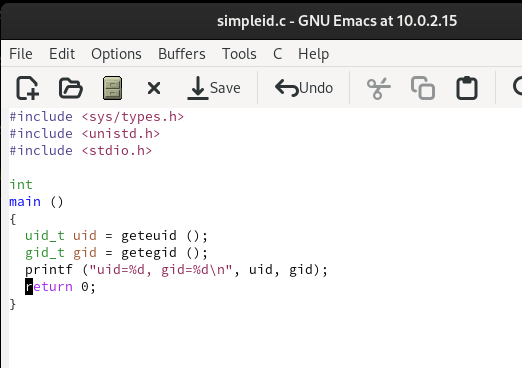 simpleid.c - GNU Emacs at 10.0.2.15
File Edit Options Buffers Tools C Help
Save Undo
#include <sys/types.h>
#include <unistd.h>
#include <stdio.h>
int
main ()
{
  uid_t uid = geteuid ();
  gid_t gid = getegid ();
  printf ("uid=%d, gid=%d\n", uid, gid);
  return 0;
}